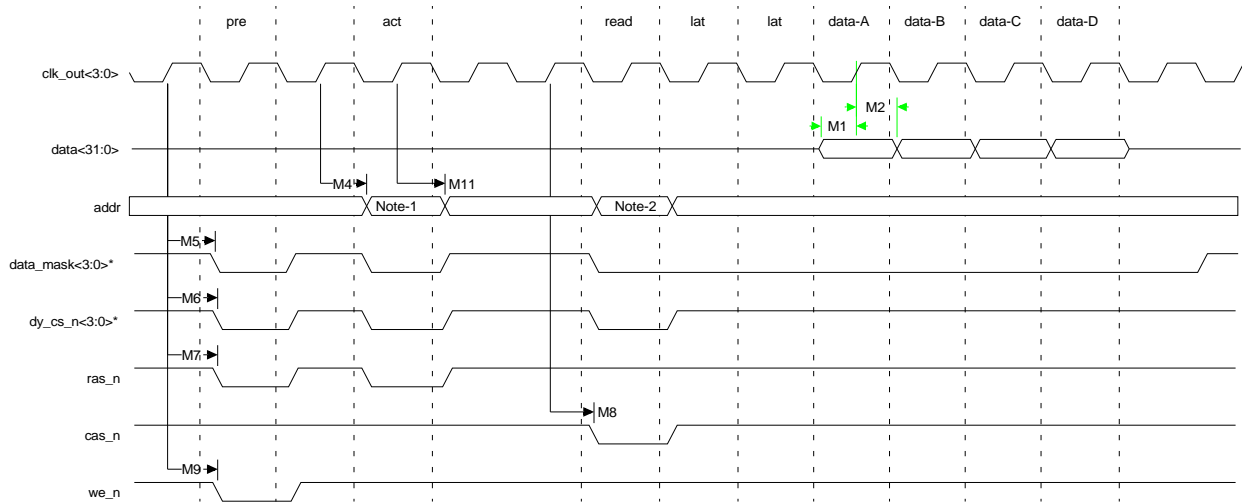 pre act read lat lat data-A data-B data-C data-D
clk_out<3:0>
M2
M1
data<31:0>
M4 M11
addr Note-1 Note-2
M5
data_mask<3:0>*
M6
dy_cs_n<3:0>*
M7
ras_n
M8
cas_n
M9
we_n